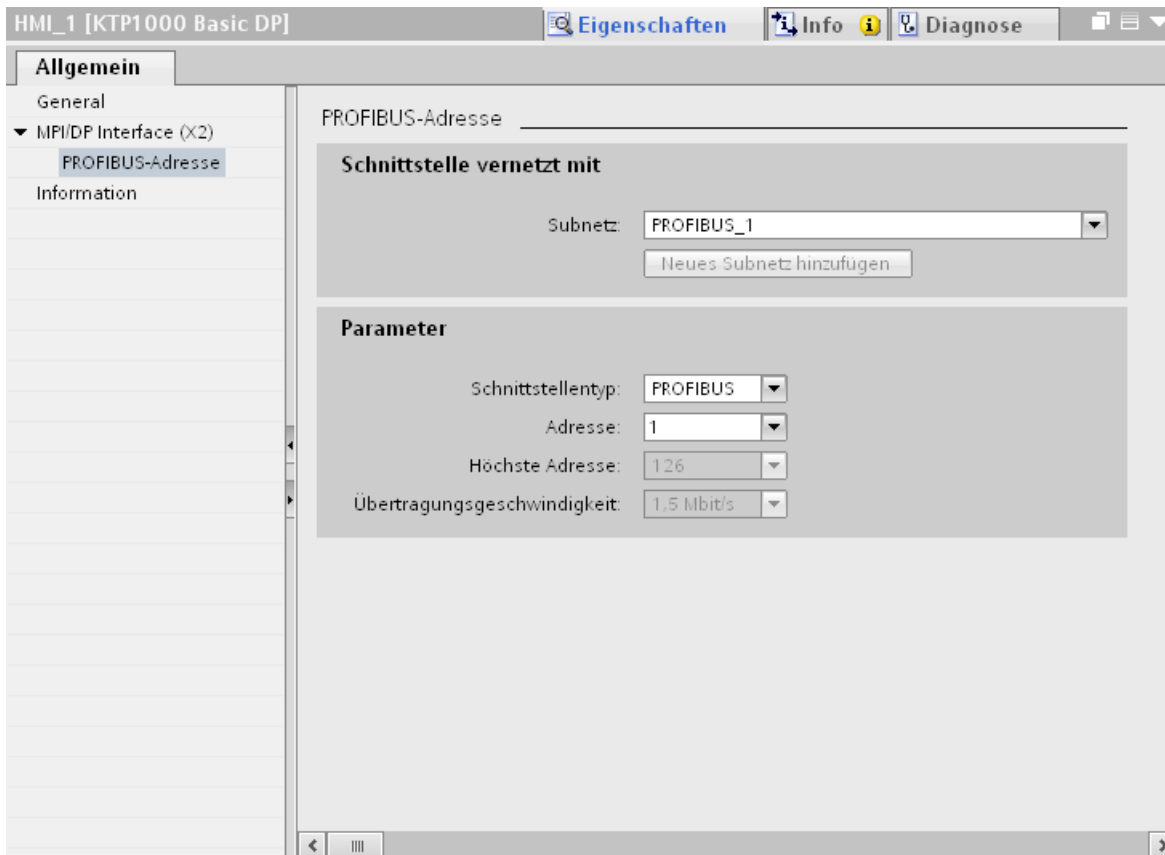 HMI_1 [KTP1000 Basic DP]
Eigenschaften
Info
Diagnose
Allgemein
General
MPI/DP Interface (X2)
PROFIBUS-Adresse
Information
PROFIBUS-Adresse
Schnittstelle vernetzt mit
Subnetz: PROFIBUS_1
Neues Subnetz hinzufügen
Parameter
Schnittstellentyp: PROFIBUS
Adresse: 1
Höchste Adresse: 126
Übertragungsgeschwindigkeit: 1,5 Mbit/s